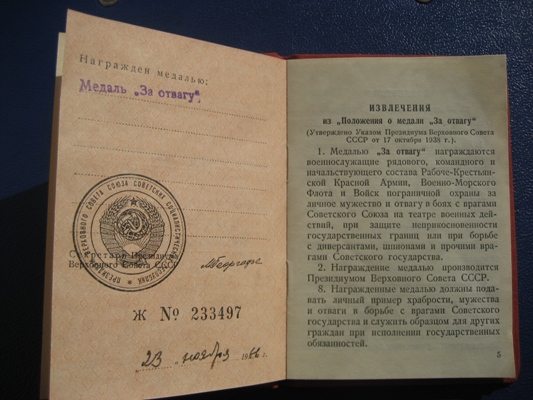 Награжден медалью:
Медаль „За отвагу“.
ПРЕЗИДИУМ ВЕРХОВНОГО СОВЕТА СОЮЗА СОВЕТСКИХ СОЦИАЛИСТИЧЕСКИХ
Секретарь Президиума
Верховного Совета СССР
Ж № 233497
„23„ ноября 19 г.
ИЗВЛЕЧЕНИЯ
из „Положения о медали „За отвагу“
(Утверждено Указом Президиума Верховного Совета
СССР от 17 октября 1938 г.).
1. Медалью „За отвагу“ награждаются
военнослужащие рядового, командного и
начальствующего состава Рабоче-Крестьян-
ской Красной Армии, Военно-Морского
Флота и Войск пограничной охраны за
личное мужество и отвагу в боях с врагами
Советского Союза на театре военных дей-
ствий, при защите неприкосновенности
государственных границ или при борьбе
с диверсантами, шпионами и прочими вра-
гами Советского государства.
2. Награждение медалью производится
Президиумом Верховного Совета СССР.
8. Награжденные медалью должны пода-
вать личный пример храбрости, мужества
и отваги в борьбе с врагами Советского
государства и служить образцом для других
граждан при исполнении государственных
обязанностей.
5